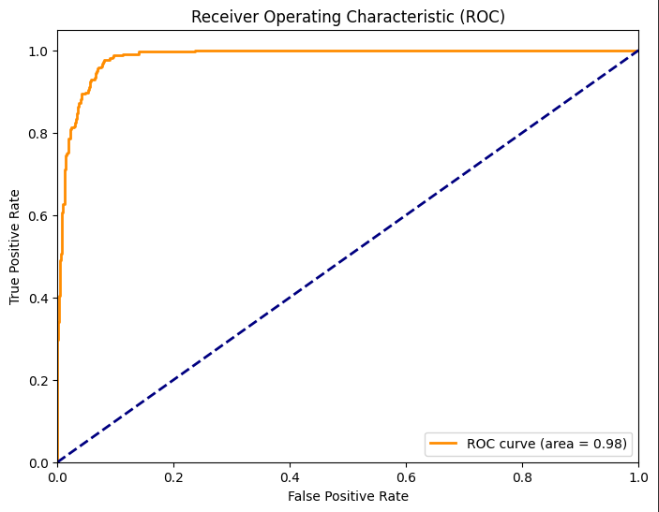 Receiver Operating Characteristic (ROC)
1.0
0.8
0.6
0.4
0.2
0.0
True Positive Rate
ROC curve (area = 0.98)
0.0 0.2 0.4 0.6 0.8 1.0
False Positive Rate